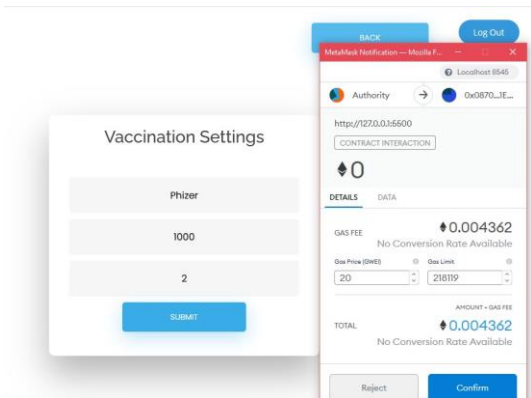 BACK
Log Out
MetaMask Notification — Mozilla F...
Localhost 8545
Authority
0x0870...1E...
http://127.0.0.1:5500
CONTRACT INTERACTION
0
DETAILS DATA
GAS FEE
0.004362
No Conversion Rate Available
Gas Price (GWEI) Gas Limit
20 218119
AMOUNT + GAS FEE
TOTAL
0.004362
No Conversion Rate Available
Reject Confirm
Vaccination Settings
Phizer
1000
2
SUBMIT